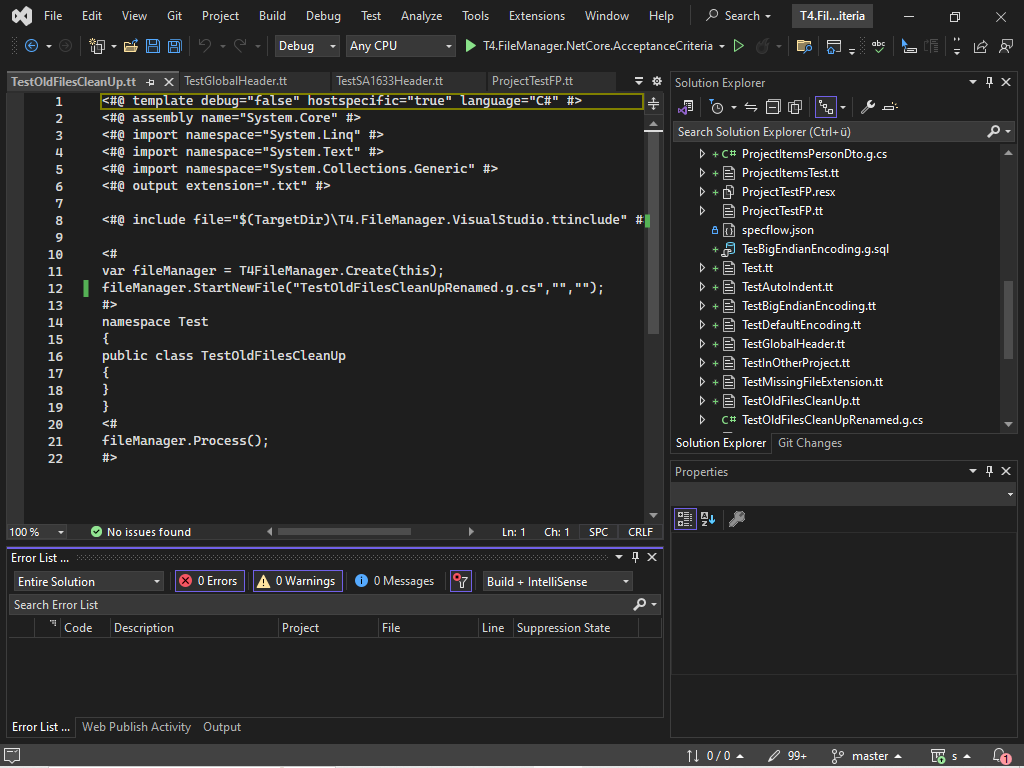 File Edit View Git Project Build Debug Test Analyze Tools Extensions Window Help Search T4.Fil...iteria
Debug Any CPU T4.FileManager.NetCore.AcceptanceCriteria
TestOldFilesCleanUp.tt TestGlobalHeader.tt TestSA1633Header.tt ProjectTestFP.tt
1 <#@ template debug="false" hostspecific="true" language="C#" #>
2 <#@ assembly name="System.Core" #>
3 <#@ import namespace="System.Linq" #>
4 <#@ import namespace="System.Text" #>
5 <#@ import namespace="System.Collections.Generic" #>
6 <#@ output extension=".txt" #>
7
8 <#@ include file="$(TargetDir)\T4.FileManager.VisualStudio.ttinclude" #
9
10 <#
11 var fileManager = T4FileManager.Create(this);
12 fileManager.StartNewFile("TestOldFilesCleanUpRenamed.g.cs","","");
13 #>
14 namespace Test
15 {
16 public class TestOldFilesCleanUp
17 {
18 }
19 }
20 <#
21 fileManager.Process();
22 #>
100 % No issues found Ln: 1 Ch: 1 SPC CRLF
Error List ...
Entire Solution 0 Errors 0 Warnings 0 Messages Build + IntelliSense
Search Error List
Code Description Project File Line Suppression State
Error List ... Web Publish Activity Output
Solution Explorer
Search Solution Explorer (Ctrl+ü)
C# ProjectItemsPersonDto.g.cs
ProjectItemsTest.tt
ProjectTestFP.resx
ProjectTestFP.tt
specflow.json
TesBigEndianEncoding.g.sql
Test.tt
TestAutoIndent.tt
TestBigEndianEncoding.tt
TestDefaultEncoding.tt
TestGlobalHeader.tt
TestInOtherProject.tt
TestMissingFileExtension.tt
TestOldFilesCleanUp.tt
C# TestOldFilesCleanUpRenamed.g.cs
Solution Explorer Git Changes
Properties
0 / 0 99+ master s 1